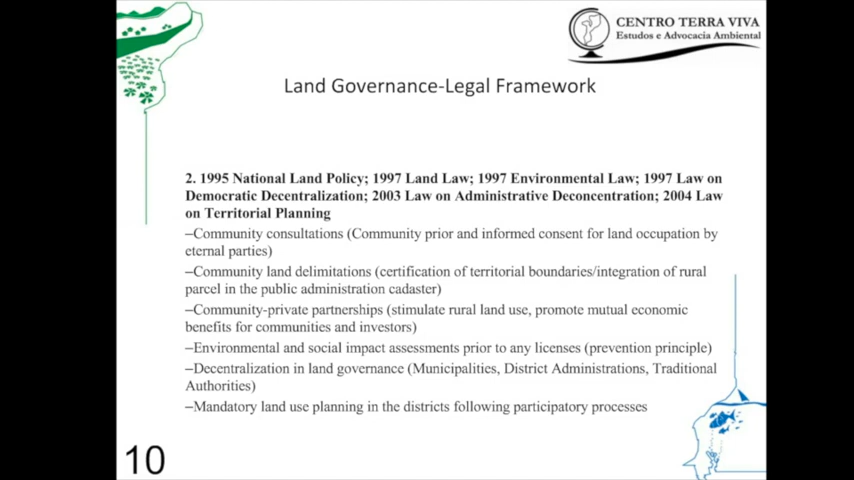 CENTRO TERRA VIVA
Estudos e Advocacia Ambiental
Land Governance-Legal Framework
2. 1995 National Land Policy; 1997 Land Law; 1997 Environmental Law; 1997 Law on
Democratic Decentralization; 2003 Law on Administrative Deconcentration; 2004 Law
on Territorial Planning
–Community consultations (Community prior and informed consent for land occupation by
eternal parties)
–Community land delimitations (certification of territorial boundaries/integration of rural
parcel in the public administration cadaster)
–Community-private partnerships (stimulate rural land use, promote mutual economic
benefits for communities and investors)
–Environmental and social impact assessments prior to any licenses (prevention principle)
–Decentralization in land governance (Municipalities, District Administrations, Traditional
Authorities)
–Mandatory land use planning in the districts following participatory processes
10